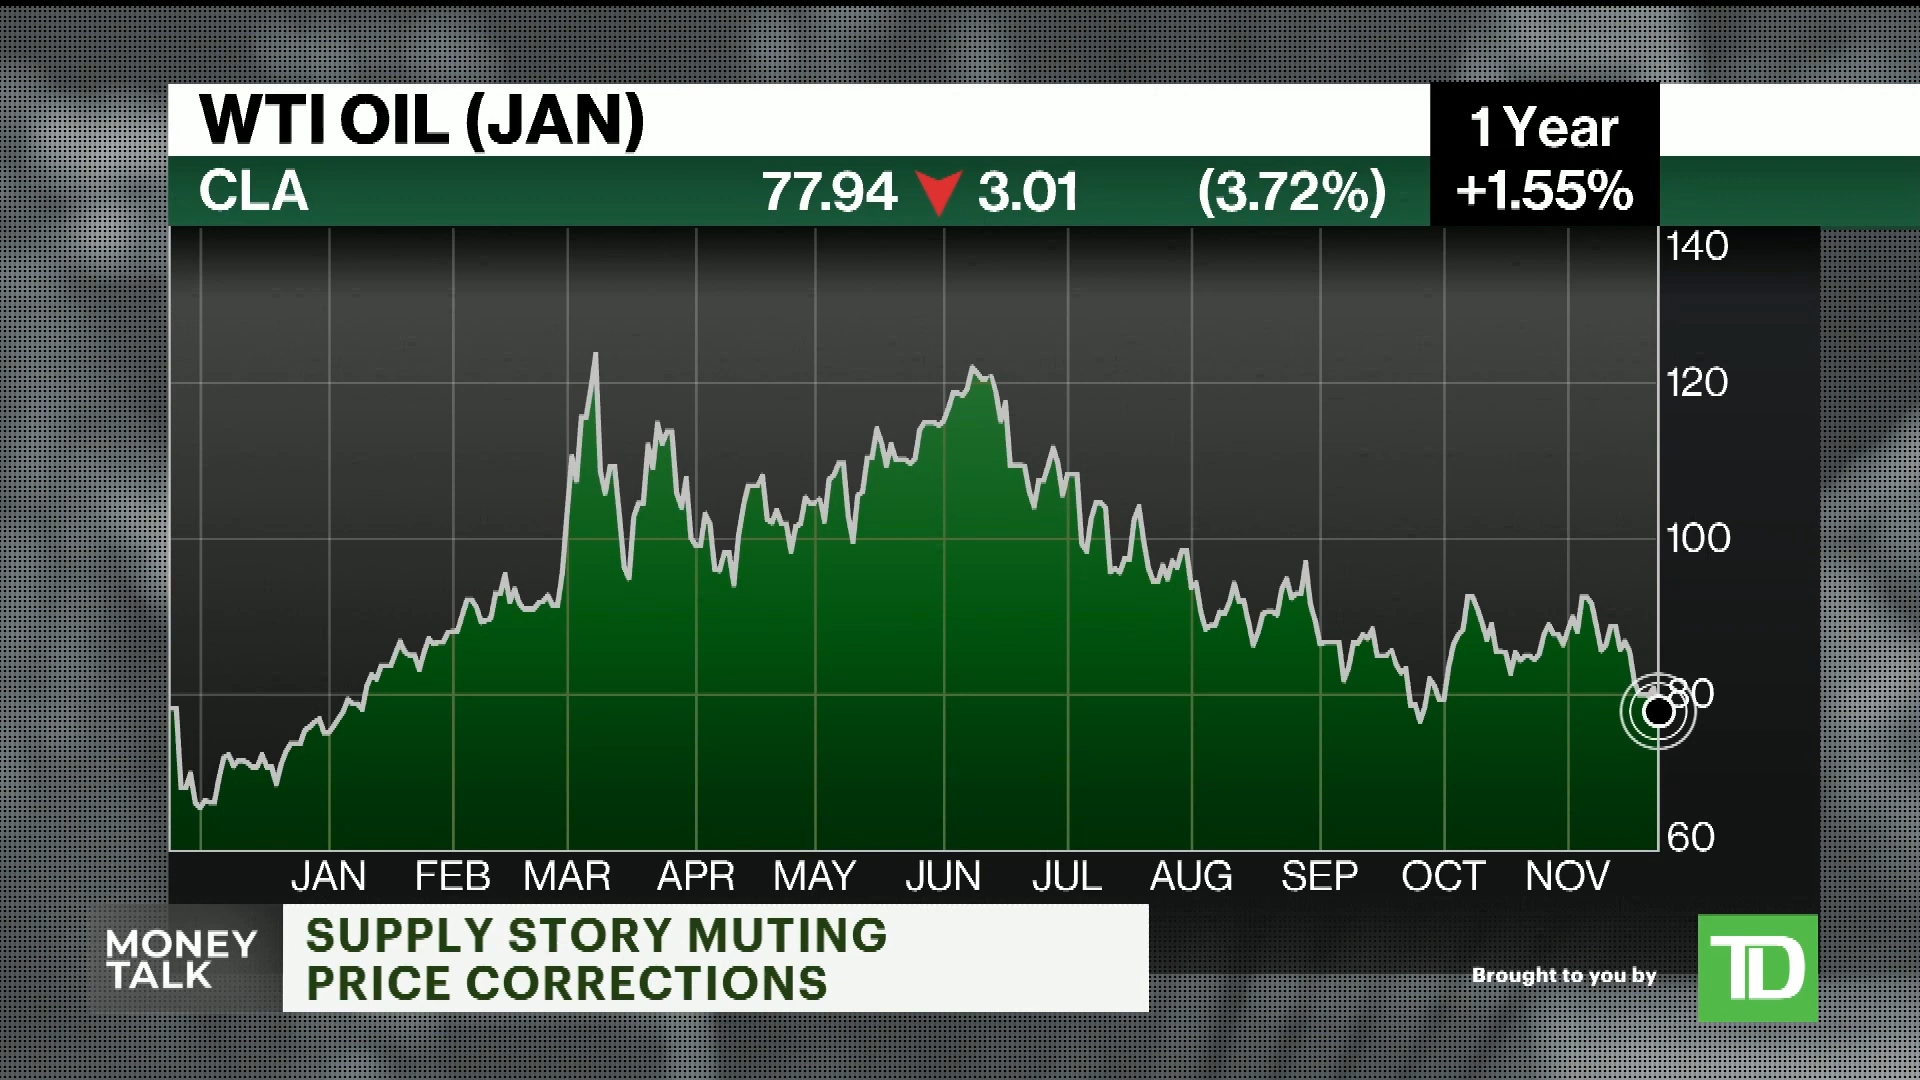 WTI OIL (JAN)
1 Year
CLA 77.94 3.01 (3.72%) +1.55%
140
120
100
80
60
JAN FEB MAR APR MAY JUN JUL AUG SEP OCT NOV
MONEY
TALK
SUPPLY STORY MUTING
PRICE CORRECTIONS
Brought to you by
TD